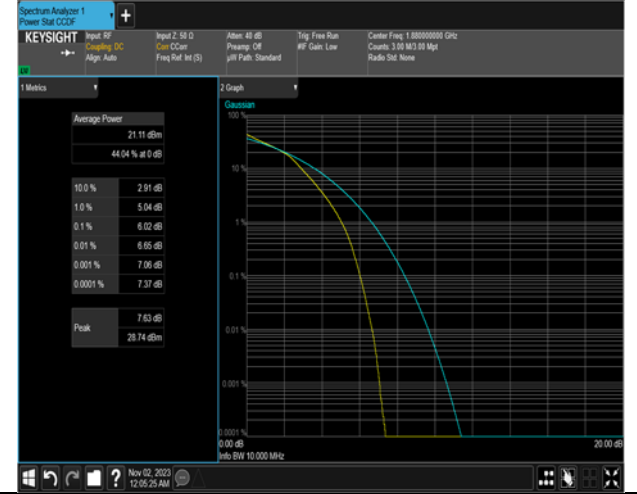 Spectrum Analyzer 1
Power Stat CCDF
+
KEYSIGHT
Input: RF
Coupling: DC
Align: Auto
Input Z: 50 Ω
Corr CCorr
Freq Ref: Int (S)
Atten: 40 dB
Preamp: Off
µW Path: Standard
Trig: Free Run
#IF Gain: Low
Center Freq: 1.880000000 GHz
Counts: 3.00 M/3.00 Mpt
Radio Std: None
1 Metrics
Average Power
21.11 dBm
44.04 % at 0 dB
10.0 % 2.91 dB
1.0 % 5.04 dB
0.1 % 6.02 dB
0.01 % 6.65 dB
0.001 % 7.06 dB
0.0001 % 7.37 dB
Peak
7.63 dB
28.74 dBm
2 Graph
Gaussian
100 %
10 %
1 %
0.1 %
0.01 %
0.001 %
0.0001 %
0.00 dB
20.00 dB
Info BW 10.000 MHz
?
Nov 02, 2023
12:05:25 AM